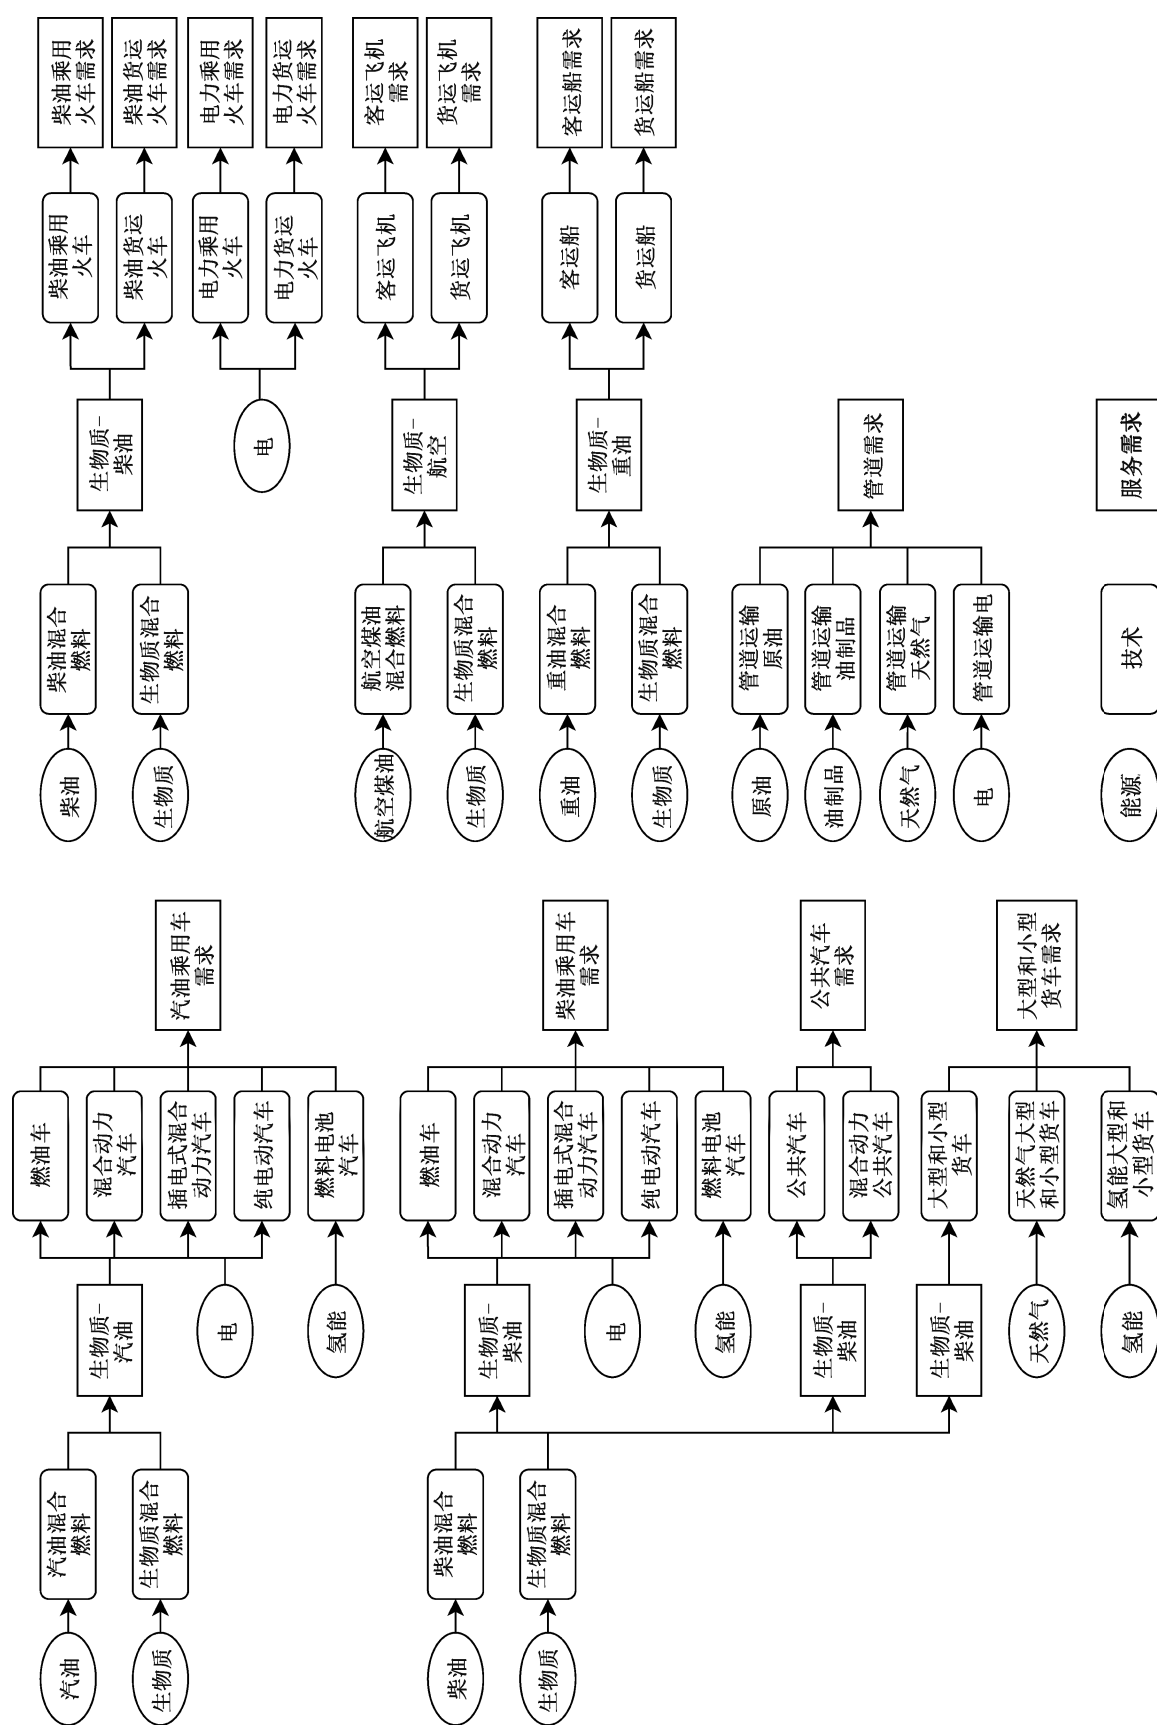 汽油
生物质
汽油混合
燃料
生物质混合
燃料
生物质-
汽油
电
氢能
燃油车
混合动力
汽车
插电式混合
动力汽车
纯电动汽车
燃料电池
汽车
汽油乘用车
需求
柴油
生物质
柴油混合
燃料
生物质混合
燃料
生物质-
柴油
电
氢能
生物质-
柴油
生物质-
柴油
天然气
氢能
燃油车
混合动力
汽车
插电式混合
动力汽车
纯电动汽车
燃料电池
汽车
公共汽车
混合动力
公共汽车
大型和小型
货车
天然气大型
和小型货车
氢能大型和
小型货车
柴油乘用车
需求
公共汽车
需求
大型和小型
货车需求
柴油
生物质
柴油混合
燃料
生物质混合
燃料
生物质-
柴油
电
柴油乘用
火车
柴油货运
火车
电力乘用
火车
电力货运
火车
柴油乘用
火车需求
柴油货运
火车需求
电力乘用
火车需求
电力货运
火车需求
航空煤油
生物质
航空煤油
混合燃料
生物质混合
燃料
生物质-
航空
客运飞机
货运飞机
客运飞机
需求
货运飞机
需求
重油
生物质
重油混合
燃料
生物质混合
燃料
生物质-
重油
客运船
货运船
客运船需求
货运船需求
原油
油制品
天然气
电
管道运输
原油
管道运输
油制品
管道运输
天然气
管道运输电
管道需求
能源
技术
服务需求